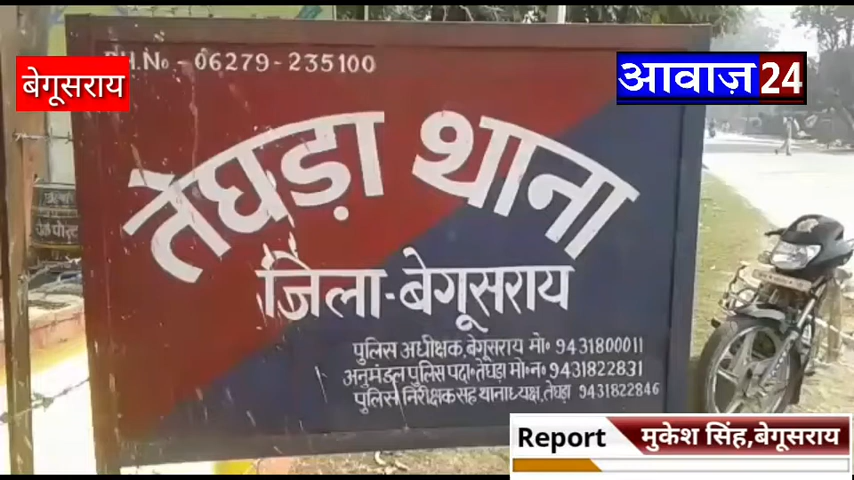 PH.No - 06279-235100
बेगूसराय
आवाज़ 24
तेघड़ा थाना
जिला-बेगूसराय
पुलिस अधीक्षक, बेगूसराय मो० 9431800011
अनुमंडल पुलिस पदा० तेघड़ा मो०न० 9431822831
पुलिस निरीक्षक सह थानाध्यक्ष, तेघड़ा 9431822846
Report मुकेश सिंह,बेगूसराय